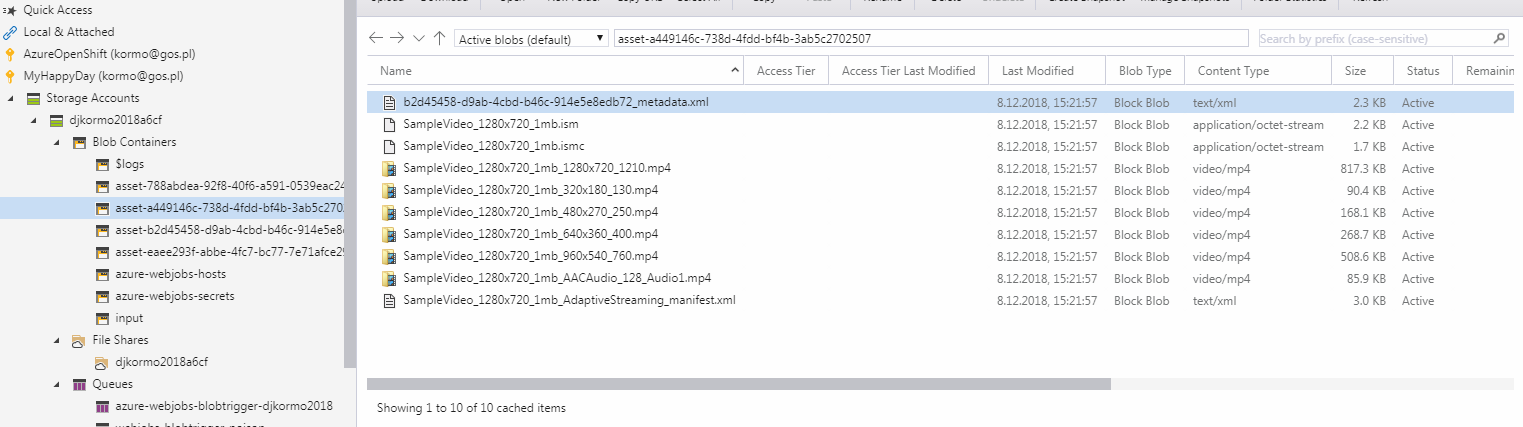 Quick Access
Local & Attached
AzureOpenShift (kormo@gos.pl)
MyHappyDay (kormo@gos.pl)
Storage Accounts
djkormo2018a6cf
Blob Containers
$logs
asset-788abdea-92f8-40f6-a591-0539eac24
asset-a449146c-738d-4fdd-bf4b-3ab5c270
asset-b2d45458-d9ab-4cbd-b46c-914e5e8
asset-eaee293f-abbe-4fc7-bc77-7e71afce29
azure-webjobs-hosts
azure-webjobs-secrets
input
File Shares
djkormo2018a6cf
Queues
azure-webjobs-blobtrigger-djkormo2018
Active blobs (default) asset-a449146c-738d-4fdd-bf4b-3ab5c2702507 Search by prefix (case-sensitive)
Name Access Tier Access Tier Last Modified Last Modified Blob Type Content Type Size Status Remaining
b2d45458-d9ab-4cbd-b46c-914e5e8edb72_metadata.xml 8.12.2018, 15:21:57 Block Blob text/xml 2.3 KB Active
SampleVideo_1280x720_1mb.ism 8.12.2018, 15:21:57 Block Blob application/octet-stream 2.2 KB Active
SampleVideo_1280x720_1mb.ismc 8.12.2018, 15:21:57 Block Blob application/octet-stream 1.7 KB Active
SampleVideo_1280x720_1mb_1280x720_1210.mp4 8.12.2018, 15:21:57 Block Blob video/mp4 817.3 KB Active
SampleVideo_1280x720_1mb_320x180_130.mp4 8.12.2018, 15:21:57 Block Blob video/mp4 90.4 KB Active
SampleVideo_1280x720_1mb_480x270_250.mp4 8.12.2018, 15:21:57 Block Blob video/mp4 168.1 KB Active
SampleVideo_1280x720_1mb_640x360_400.mp4 8.12.2018, 15:21:57 Block Blob video/mp4 268.7 KB Active
SampleVideo_1280x720_1mb_960x540_760.mp4 8.12.2018, 15:21:57 Block Blob video/mp4 508.6 KB Active
SampleVideo_1280x720_1mb_AACAudio_128_Audio1.mp4 8.12.2018, 15:21:57 Block Blob video/mp4 85.9 KB Active
SampleVideo_1280x720_1mb_AdaptiveStreaming_manifest.xml 8.12.2018, 15:21:57 Block Blob text/xml 3.0 KB Active
Showing 1 to 10 of 10 cached items